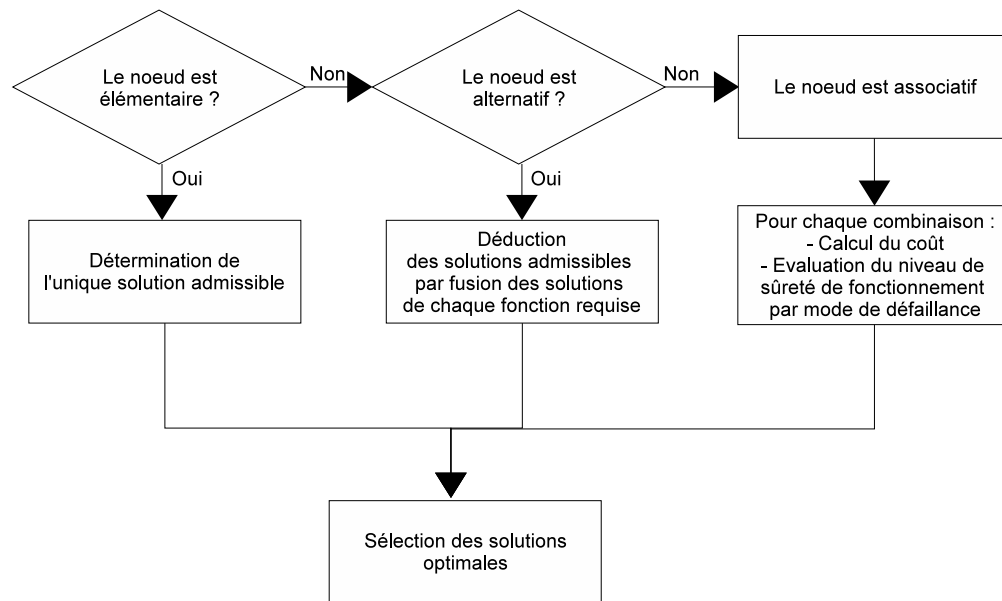 Le noeud est
élémentaire ?
Non
Le noeud est
alternatif ?
Non
Le noeud est associatif
Oui
Oui
Détermination de
l'unique solution admissible
Déduction
des solutions admissibles
par fusion des solutions
de chaque fonction requise
Pour chaque combinaison :
- Calcul du coût
- Evaluation du niveau de
sûreté de fonctionnement
par mode de défaillance
Sélection des solutions
optimales